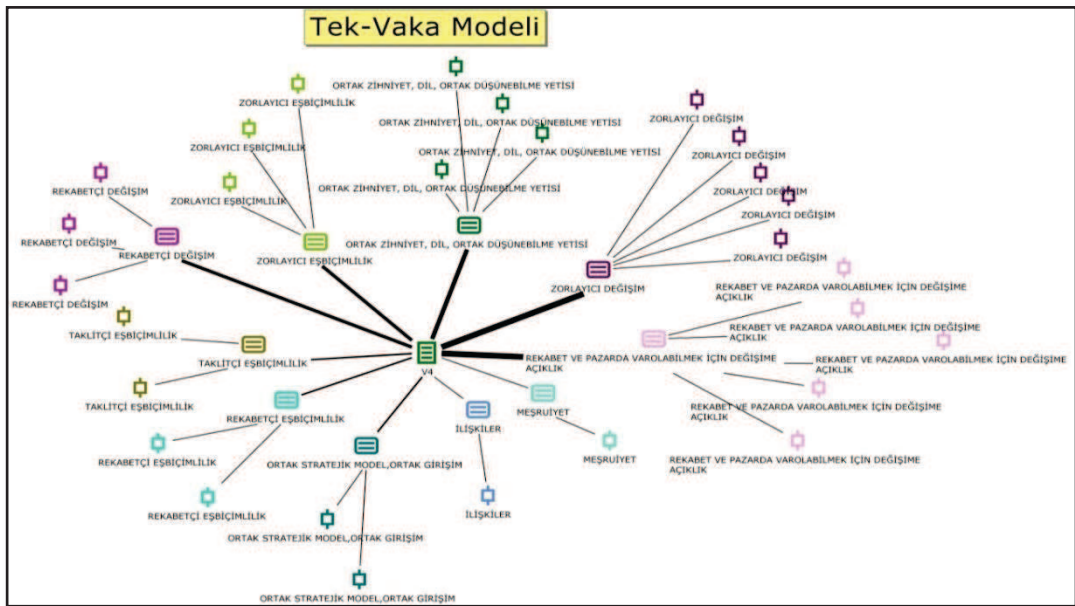 Tek-Vaka Modeli
ORTAK ZİHNİYET, DİL, ORTAK DÜŞÜNEBİLME YETİSİ
ZORLAYICI EŞBİÇİMLİLİK
ZORLAYICI DEĞİŞİM
ORTAK ZİHNİYET, DİL, ORTAK DÜŞÜNEBİLME YETİSİ
ZORLAYICI EŞBİÇİMLİLİK
ORTAK ZİHNİYET, DİL, ORTAK DÜŞÜNEBİLME YETİSİ
ZORLAYICI DEĞİŞİM
REKABETÇİ DEĞİŞİM
ZORLAYICI EŞBİÇİMLİLİK
ORTAK ZİHNİYET, DİL, ORTAK DÜŞÜNEBİLME YETİSİ
ZORLAYICI DEĞİŞİM
ZORLAYICI DEĞİŞİM
REKABETÇİ DEĞİŞİM
REKABETÇİ DEĞİŞİM
ZORLAYICI EŞBİÇİMLİLİK
ORTAK ZİHNİYET, DİL, ORTAK DÜŞÜNEBİLME YETİSİ
ZORLAYICI DEĞİŞİM
ZORLAYICI DEĞİŞİM
REKABET VE PAZARDA VAROLABİLMEK İÇİN DEĞİŞİME
AÇIKLIK
REKABETÇİ DEĞİŞİM
TAKLİTÇİ EŞBİÇİMLİLİK
REKABET VE PAZARDA VAROLABİLMEK İÇİN DEĞİŞİME
AÇIKLIK
TAKLİTÇİ EŞBİÇİMLİLİK
V4
REKABET VE PAZARDA VAROLABİLMEK İÇİN DEĞİŞİME
AÇIKLIK
REKABET VE PAZARDA VAROLABİLMEK İÇİN DEĞİŞİME
AÇIKLIK
TAKLİTÇİ EŞBİÇİMLİLİK
REKABETÇİ EŞBİÇİMLİLİK
İLİŞKİLER
MEŞRUİYET
REKABET VE PAZARDA VAROLABİLMEK İÇİN DEĞİŞİME
AÇIKLIK
REKABETÇİ EŞBİÇİMLİLİK
ORTAK STRATEJİK MODEL,ORTAK GİRİŞİM
MEŞRUİYET
REKABET VE PAZARDA VAROLABİLMEK İÇİN DEĞİŞİME
AÇIKLIK
REKABETÇİ EŞBİÇİMLİLİK
İLİŞKİLER
ORTAK STRATEJİK MODEL,ORTAK GİRİŞİM
ORTAK STRATEJİK MODEL,ORTAK GİRİŞİM